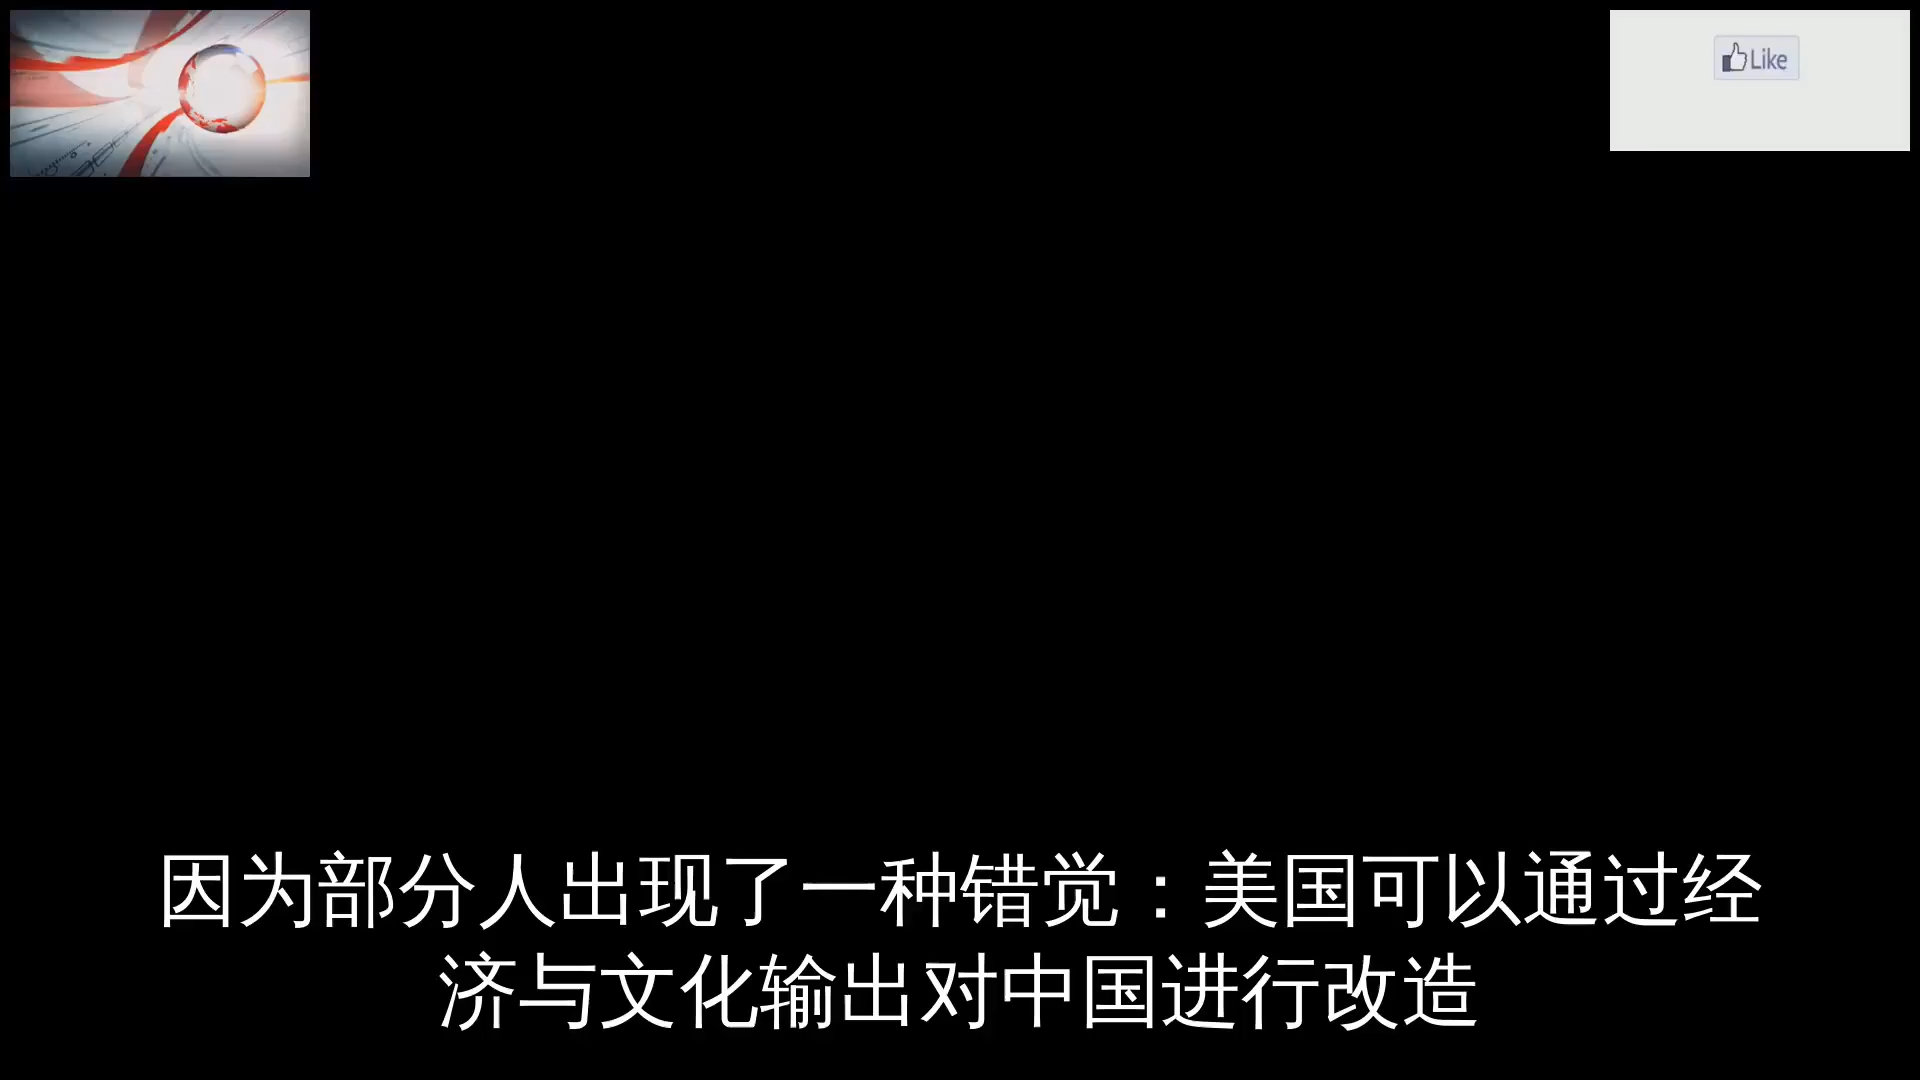 Like
因为部分人出现了一种错觉：美国可以通过经
济与文化输出对中国进行改造